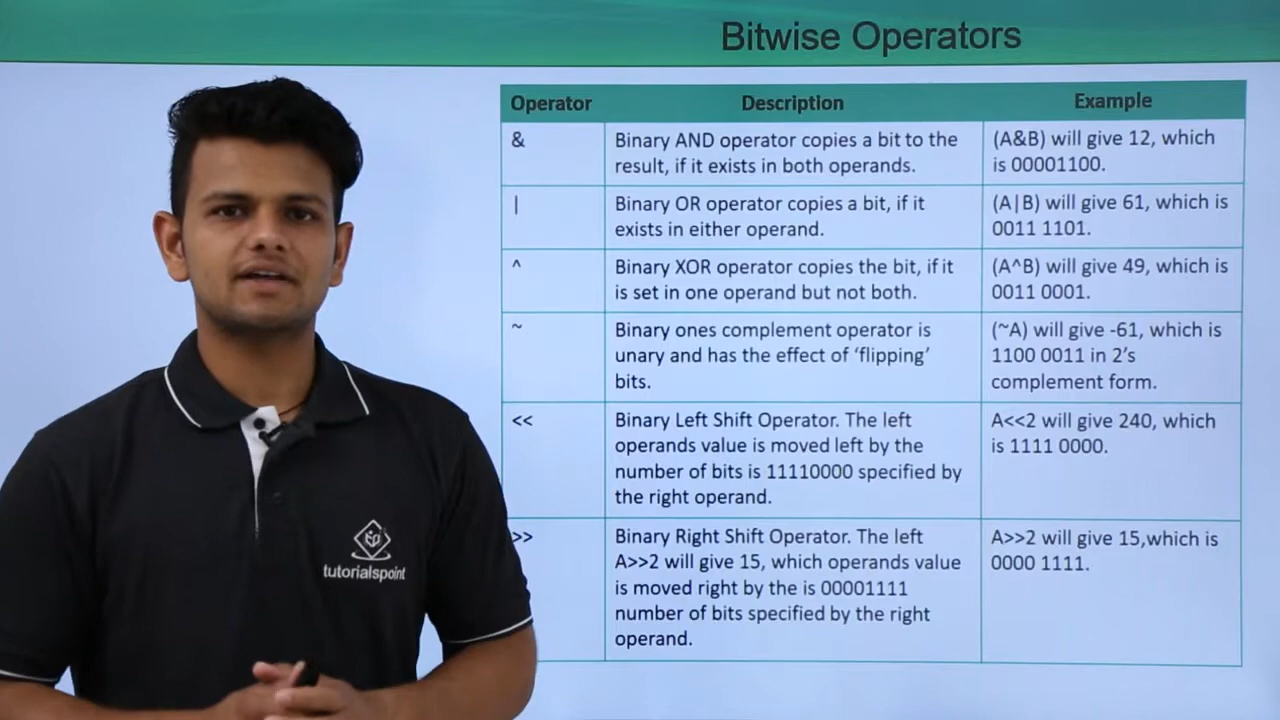 Bitwise Operators
Operator Description Example
& Binary AND operator copies a bit to the (A&B) will give 12, which
result, if it exists in both operands. is 00001100.
| Binary OR operator copies a bit, if it (A|B) will give 61, which is
exists in either operand. 0011 1101.
^ Binary XOR operator copies the bit, if it (A^B) will give 49, which is
is set in one operand but not both. 0011 0001.
~ Binary ones complement operator is (~A) will give -61, which is
unary and has the effect of ‘flipping’ 1100 0011 in 2’s
bits. complement form.
<< Binary Left Shift Operator. The left A<<2 will give 240, which
operands value is moved left by the is 1111 0000.
number of bits is 11110000 specified by
the right operand.
>> Binary Right Shift Operator. The left A>>2 will give 15,which is
A>>2 will give 15, which operands value 0000 1111.
is moved right by the is 00001111
number of bits specified by the right
operand.
tutorialspoint